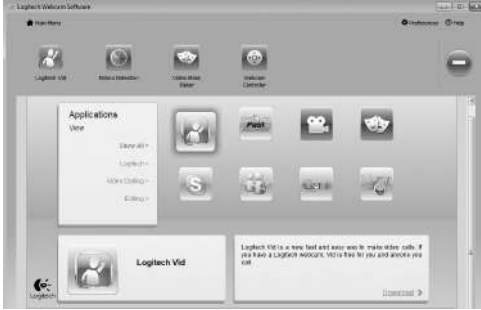 Logitech Webcam Software
Main Menu
Preferences
Help
Logitech Vid
Motion Detection
Video Mask
Maker
Webcam
Controller
Applications
View
Show All >
Logitech >
Video Calling >
Editing >
Logitech Vid
Logitech Vid is a new fast and easy way to make video calls. If
you have a Logitech webcam, Vid is free for you and anyone you
call
Download >
Logitech